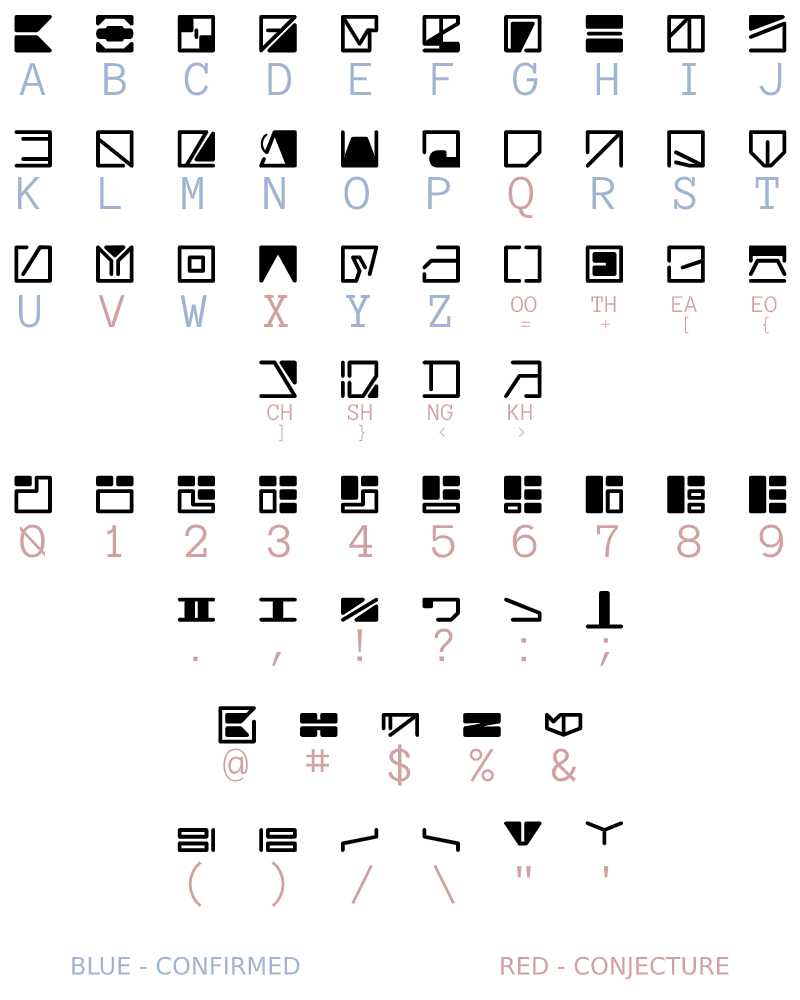 A B C D E F G H I J
K L M N O P Q R S T
U V W X Y Z OO TH EA EO
= + [ {
CH SH NG KH
] } < >
0 1 2 3 4 5 6 7 8 9
. , ! ? : ;
@ # $ % &
( ) / \ " '
BLUE - CONFIRMED RED - CONJECTURE